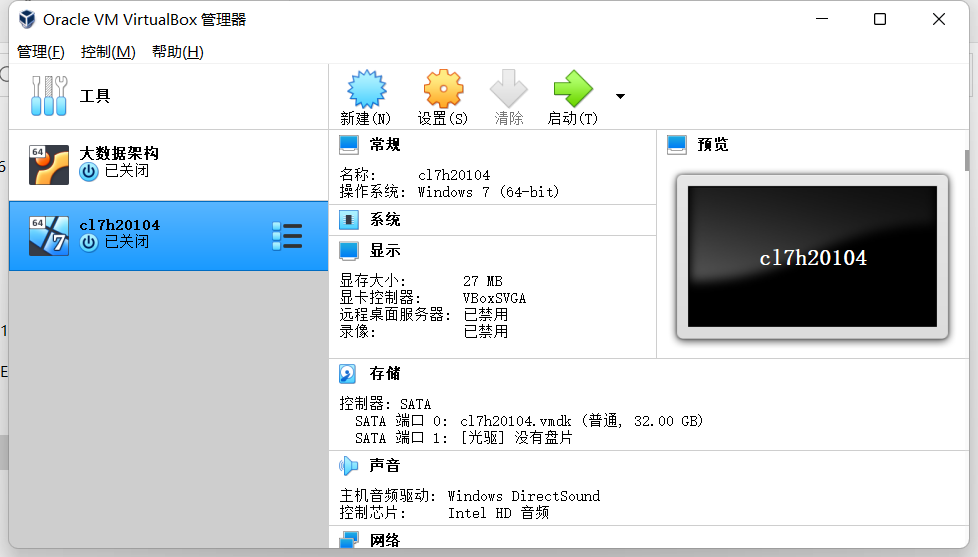 Oracle VM VirtualBox 管理器
管理(F) 控制(M) 帮助(H)
工具
新建(N) 设置(S) 清除 启动(T)
64 大数据架构
已关闭
64 7 cl7h20104
已关闭
常规
名称: cl7h20104
操作系统: Windows 7 (64-bit)
系统
显示
显存大小: 27 MB
显卡控制器: VBoxSVGA
远程桌面服务器: 已禁用
录像: 已禁用
预览
cl7h20104
存储
控制器: SATA
SATA 端口 0: cl7h20104.vmdk (普通, 32.00 GB)
SATA 端口 1: [光驱] 没有盘片
声音
主机音频驱动: Windows DirectSound
控制芯片: Intel HD 音频
网络
6
1
E